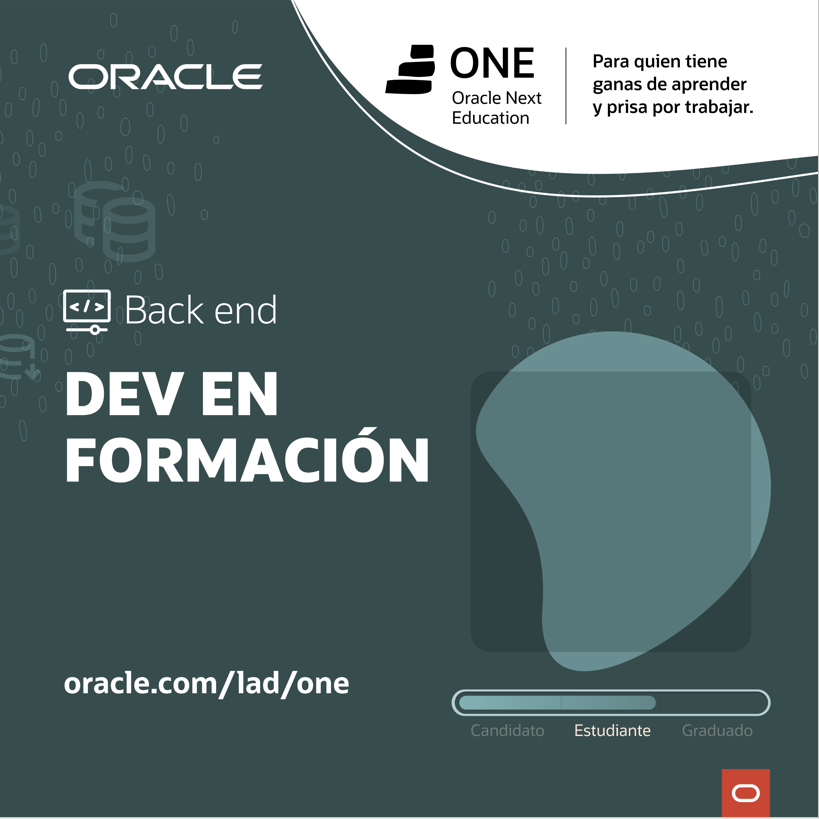 ORACLE
ONE
Oracle Next
Education
Para quien tiene
ganas de aprender
y prisa por trabajar.
</>
Back end
DEV EN
FORMACIÓN
oracle.com/lad/one
Candidato Estudiante Graduado